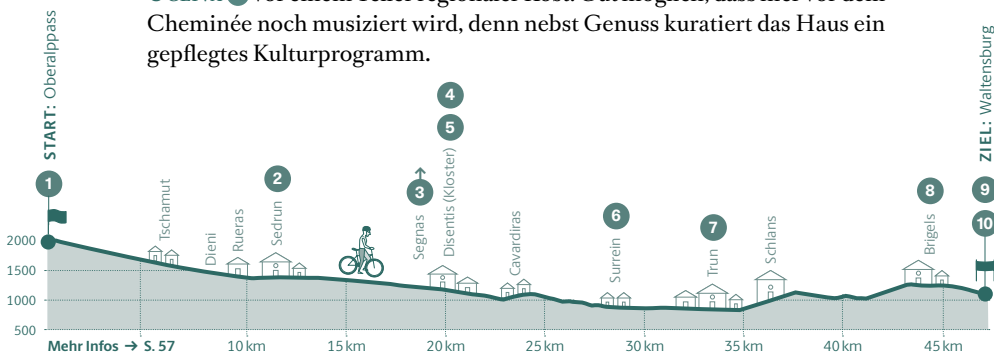 Cheminée noch musiziert wird, denn nebst Genuss kuratiert das Haus ein
gepflegtes Kulturprogramm.
START: Oberalppass
ZIEL: Waltensburg
1
2
3
4
5
6
7
8
9
10
Tschamut
Dieni
Rueras
Sedrun
Segnas
Disentis (Kloster)
Cavardiras
Surrein
Trun
Schlans
Brigels
2000
1500
1000
500
Mehr Infos → S. 57
10 km
15 km
20 km
25 km
30 km
35 km
40 km
45 km